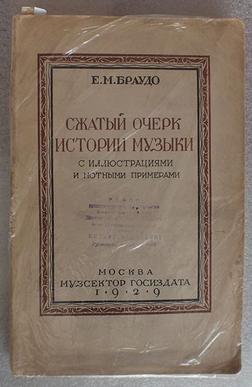 Е. М. БРАУДО
СЖАТЫЙ ОЧЕРК
ИСТОРИИ МУЗЫКИ
С ИЛЛЮСТРАЦИЯМИ
И НОТНЫМИ ПРИМЕРАМИ
МОСКВА
МУЗСЕКТОР ГОСИЗДАТА
1 • 9 • 2 9